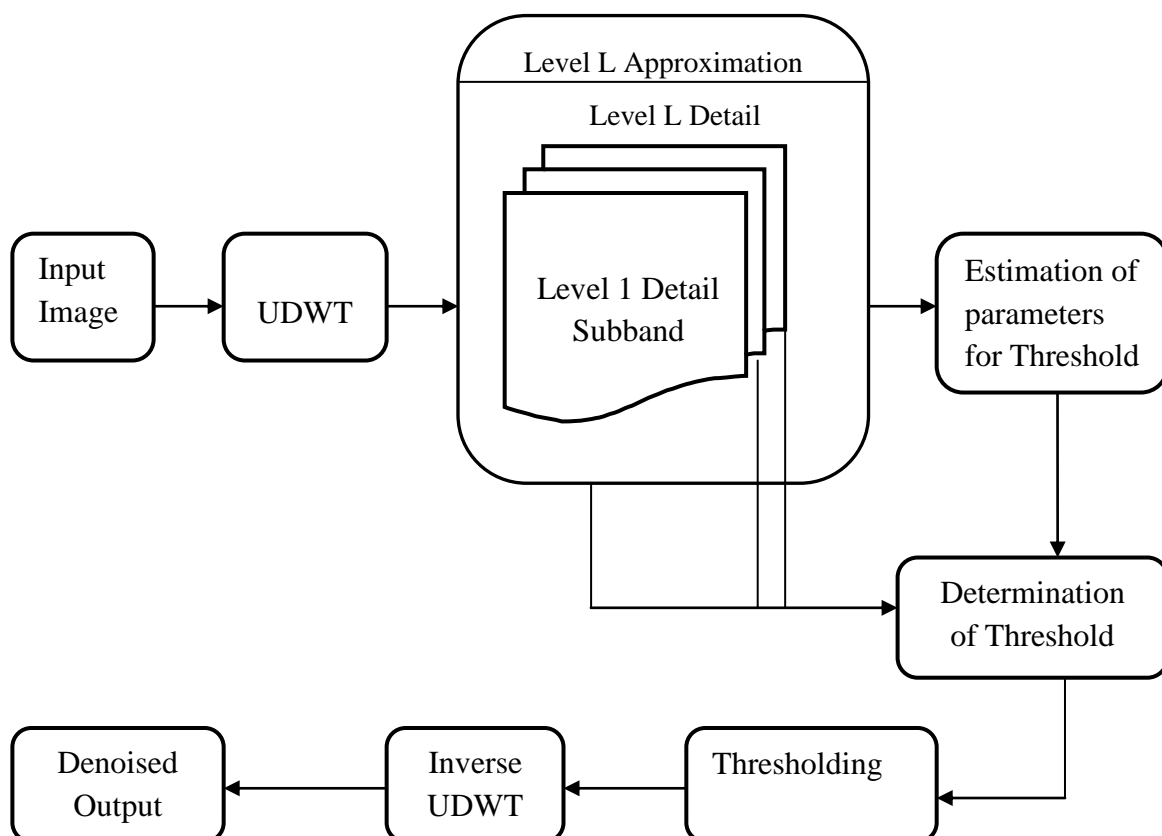 Level L Approximation
Level L Detail
Input
Image
UDWT
Level 1 Detail
Subband
Estimation of
parameters
for Threshold
Determination
of Threshold
Denoised
Output
Inverse
UDWT
Thresholding